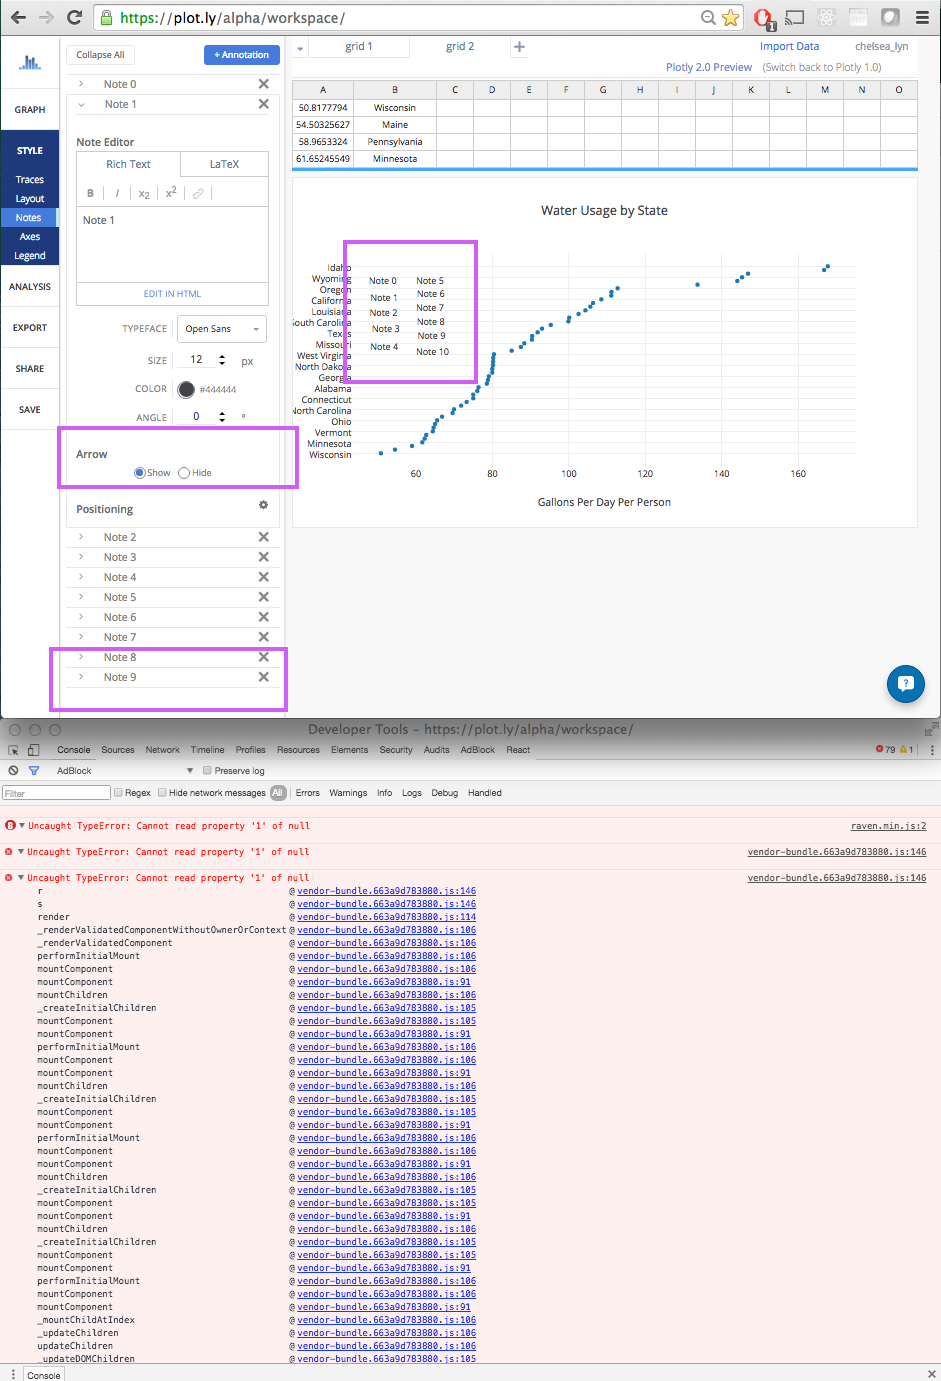 https://plot.ly/alpha/workspace/
1
Collapse All
+ Annotation
grid 1
grid 2
+
Import Data
chelsea_lyn
Plotly 2.0 Preview
(Switch back to Plotly 1.0)
GRAPH
STYLE
Traces
Layout
Notes
Axes
Legend
ANALYSIS
EXPORT
SHARE
SAVE
Note 0
Note 1
Note Editor
Rich Text
LaTeX
B
I
x2
x2
Note 1
EDIT IN HTML
TYPEFACE
Open Sans
SIZE
12
px
COLOR
#444444
ANGLE
0
°
Arrow
Show
Hide
Positioning
Note 2
Note 3
Note 4
Note 5
Note 6
Note 7
Note 8
Note 9
A B C D E F G H I J K L M N O
50.8177794 Wisconsin
54.50325627 Maine
58.9653324 Pennsylvania
61.65245549 Minnesota
Water Usage by State
Idaho
Wyoming
Oregon
California
Louisiana
South Carolina
Texas
Missouri
West Virginia
North Dakota
Georgia
Alabama
Connecticut
North Carolina
Ohio
Vermont
Minnesota
Wisconsin
Note 0
Note 1
Note 2
Note 3
Note 4
Note 5
Note 6
Note 7
Note 8
Note 9
Note 10
60 80 100 120 140 160
Gallons Per Day Per Person
Developer Tools - https://plot.ly/alpha/workspace/
Console Sources Network Timeline Profiles Resources Elements Security Audits AdBlock React
79 1
AdBlock
Preserve log
Filter
Regex
Hide network messages
All
Errors Warnings Info Logs Debug Handled
Uncaught TypeError: Cannot read property '1' of null raven.min.js:2
Uncaught TypeError: Cannot read property '1' of null vendor-bundle.663a9d783880.js:146
Uncaught TypeError: Cannot read property '1' of null vendor-bundle.663a9d783880.js:146
r @ vendor-bundle.663a9d783880.js:146
s @ vendor-bundle.663a9d783880.js:146
render @ vendor-bundle.663a9d783880.js:114
_renderValidatedComponentWithoutOwnerOrContext @ vendor-bundle.663a9d783880.js:106
_renderValidatedComponent @ vendor-bundle.663a9d783880.js:106
performInitialMount @ vendor-bundle.663a9d783880.js:106
mountComponent @ vendor-bundle.663a9d783880.js:106
mountComponent @ vendor-bundle.663a9d783880.js:91
mountChildren @ vendor-bundle.663a9d783880.js:106
_createInitialChildren @ vendor-bundle.663a9d783880.js:105
mountComponent @ vendor-bundle.663a9d783880.js:105
mountComponent @ vendor-bundle.663a9d783880.js:91
performInitialMount @ vendor-bundle.663a9d783880.js:106
mountComponent @ vendor-bundle.663a9d783880.js:106
mountComponent @ vendor-bundle.663a9d783880.js:91
mountChildren @ vendor-bundle.663a9d783880.js:106
_createInitialChildren @ vendor-bundle.663a9d783880.js:105
mountComponent @ vendor-bundle.663a9d783880.js:105
mountComponent @ vendor-bundle.663a9d783880.js:91
performInitialMount @ vendor-bundle.663a9d783880.js:106
mountComponent @ vendor-bundle.663a9d783880.js:106
mountComponent @ vendor-bundle.663a9d783880.js:91
mountChildren @ vendor-bundle.663a9d783880.js:106
_createInitialChildren @ vendor-bundle.663a9d783880.js:105
mountComponent @ vendor-bundle.663a9d783880.js:105
mountComponent @ vendor-bundle.663a9d783880.js:91
mountChildren @ vendor-bundle.663a9d783880.js:106
_createInitialChildren @ vendor-bundle.663a9d783880.js:105
mountComponent @ vendor-bundle.663a9d783880.js:105
mountComponent @ vendor-bundle.663a9d783880.js:91
performInitialMount @ vendor-bundle.663a9d783880.js:106
mountComponent @ vendor-bundle.663a9d783880.js:106
mountComponent @ vendor-bundle.663a9d783880.js:91
_mountChildAtIndex @ vendor-bundle.663a9d783880.js:106
_updateChildren @ vendor-bundle.663a9d783880.js:106
updateChildren @ vendor-bundle.663a9d783880.js:106
_updateDOMChildren @ vendor-bundle.663a9d783880.js:105
Console